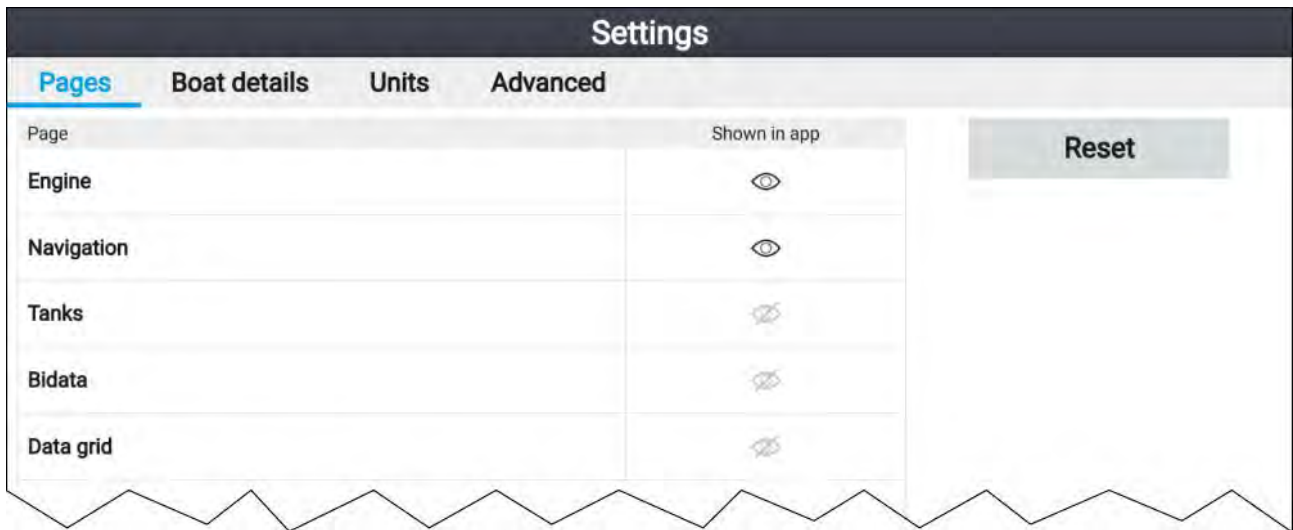 Settings
Pages Boat details Units Advanced
Page Shown in app
Reset
Engine
Navigation
Tanks
Bidata
Data grid